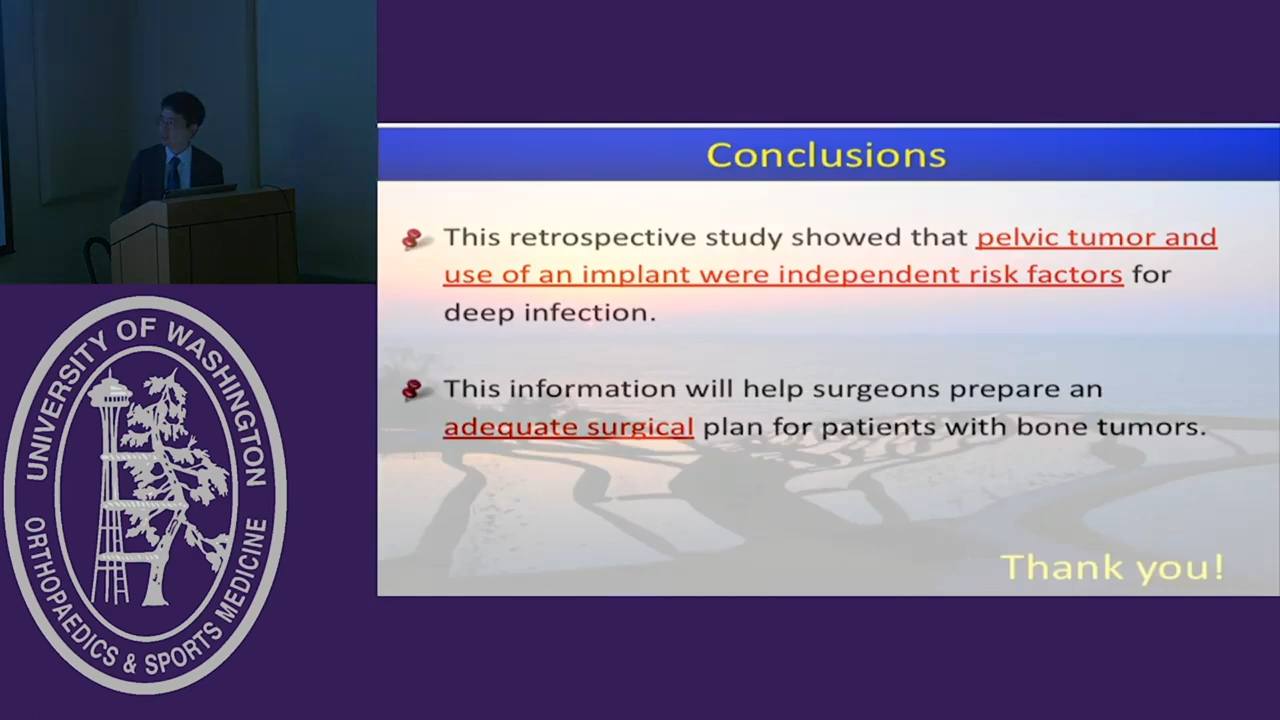 Conclusions
This retrospective study showed that pelvic tumor and
use of an implant were independent risk factors for
deep infection.
This information will help surgeons prepare an
adequate surgical plan for patients with bone tumors.
Thank you!
UNIVERSITY OF WASHINGTON
ORTHOPAEDICS & SPORTS MEDICINE